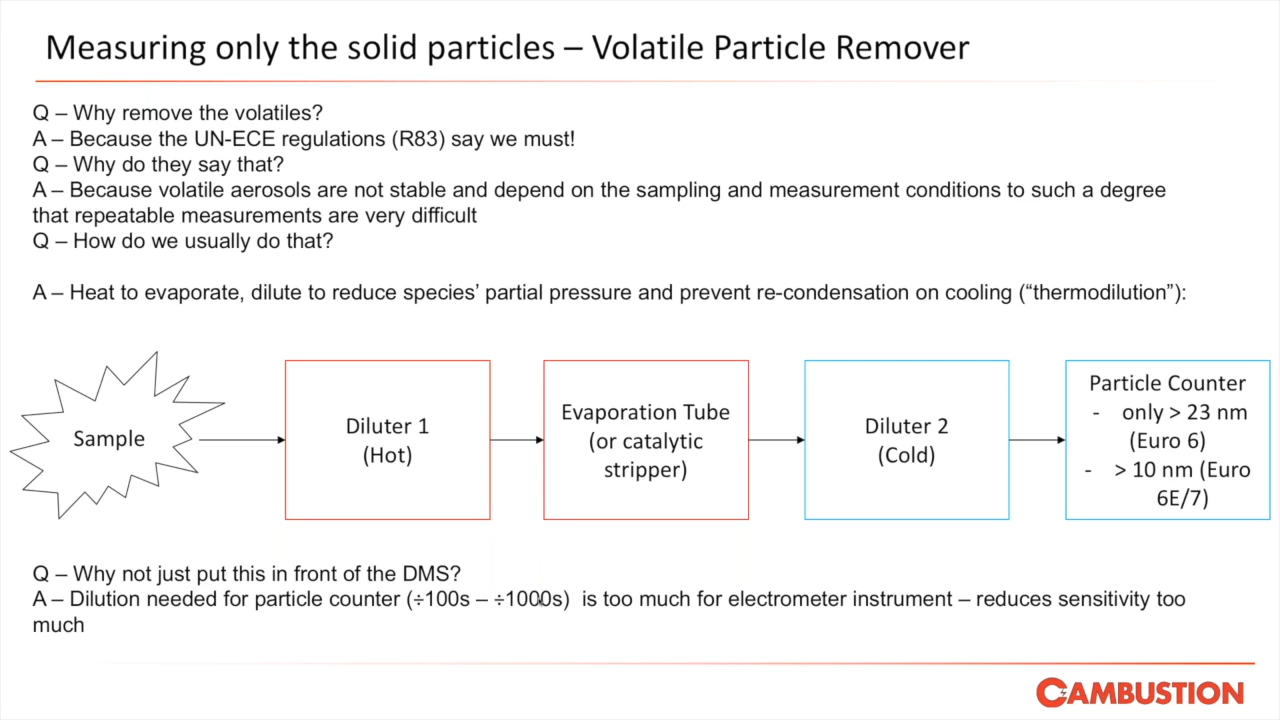 Measuring only the solid particles – Volatile Particle Remover
Q – Why remove the volatiles?
A – Because the UN-ECE regulations (R83) say we must!
Q – Why do they say that?
A – Because volatile aerosols are not stable and depend on the sampling and measurement conditions to such a degree
that repeatable measurements are very difficult
Q – How do we usually do that?
A – Heat to evaporate, dilute to reduce species’ partial pressure and prevent re-condensation on cooling (“thermodilution”):
Sample
Diluter 1
(Hot)
Evaporation Tube
(or catalytic
stripper)
Diluter 2
(Cold)
Particle Counter
- only > 23 nm
(Euro 6)
- > 10 nm (Euro
6E/7)
Q – Why not just put this in front of the DMS?
A – Dilution needed for particle counter (÷100s – ÷1000s) is too much for electrometer instrument – reduces sensitivity too
much
CAMBUSTION